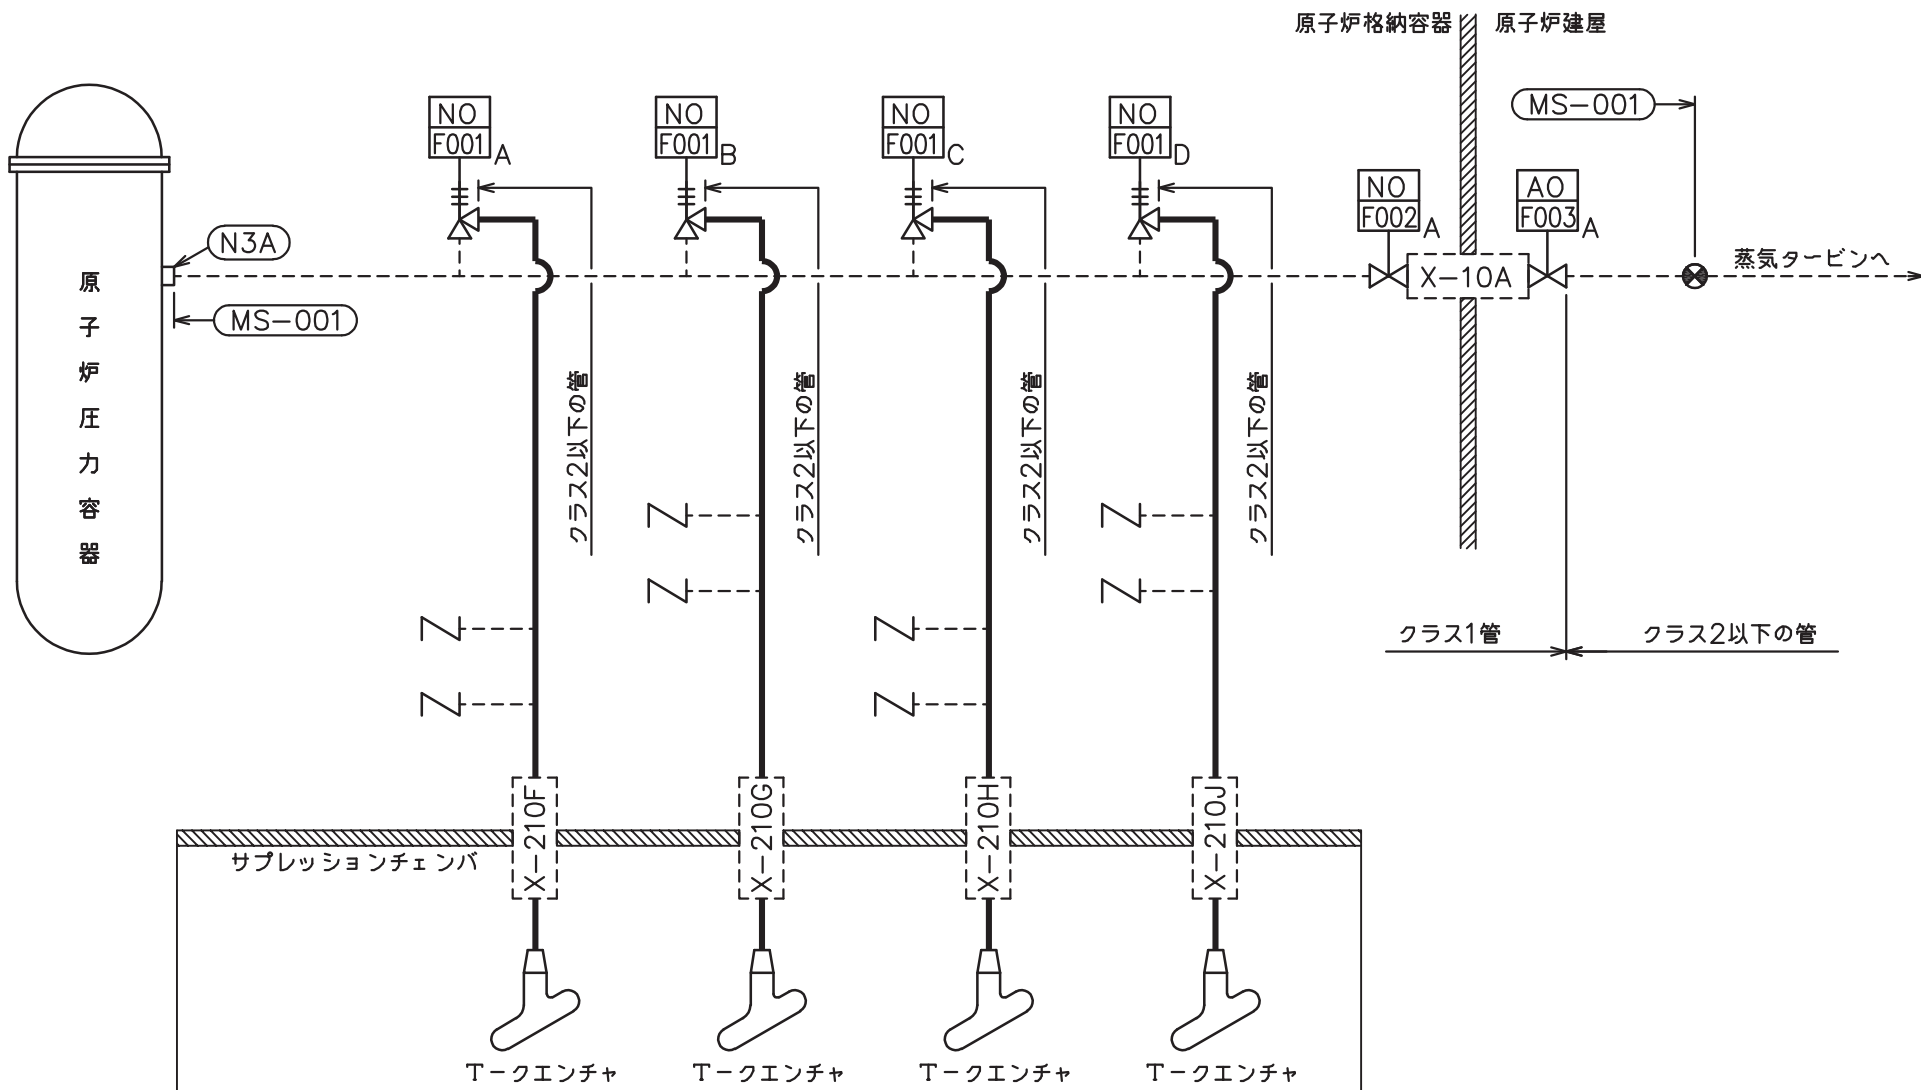 原子炉格納容器 原子炉建屋
NO
F001 A
NO
F001 B
NO
F001 C
NO
F001 D
MS-001
NO
F002 A
AO
F003 A
N3A
X-10A
蒸気タービンへ
MS-001
原子炉圧力容器
クラス2以下の管
クラス2以下の管
クラス2以下の管
クラス2以下の管
クラス1管
クラス2以下の管
X-210F
X-210G
X-210H
X-210J
サプレッションチェンバ
T-クエンチャ
T-クエンチャ
T-クエンチャ
T-クエンチャ